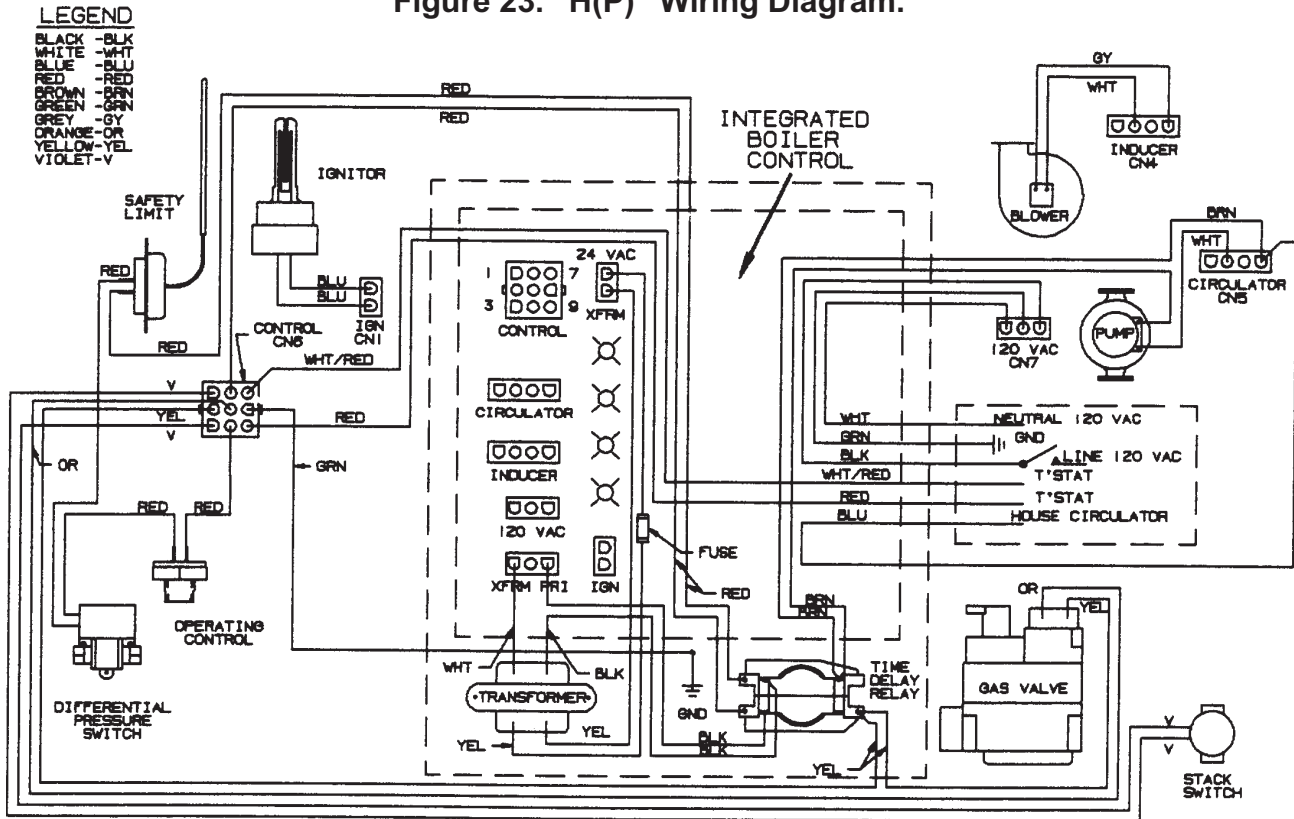 Figure 23. "H(P)" Wiring Diagram.
LEGEND
BLACK -BLK
WHITE -WHT
BLUE -BLU
RED -RED
BROWN -BRN
GREEN -GRN
GREY -GY
ORANGE-OR
YELLOW-YEL
VIOLET-V
RED
RED
GY
WHT
INDUCER
CN4
INTEGRATED
BOILER
CONTROL
IGNITOR
SAFETY
LIMIT
RED
BLOWER
BRN
WHT
CIRCULATOR
CN5
24 VAC
1
7
3
9
XFRM
CONTROL
BLU
BLU
IGN
CN1
CONTROL
CN6
RED
WHT/RED
PUMP
120 VAC
CN7
V
YEL
V
RED
CIRCULATOR
WHT
NEUTRAL 120 VAC
GRN
GND
BLK
LINE 120 VAC
WHT/RED
T'STAT
RED
T'STAT
BLU
HOUSE CIRCULATOR
OR
GRN
INDUCER
RED
RED
120 VAC
FUSE
XFRM PRI
IGN
RED
OR
YEL
BRN
BRN
OPERATING
CONTROL
WHT
BLK
TRANSFORMER
GND
TIME
DELAY
RELAY
GAS VALVE
DIFFERENTIAL
PRESSURE
SWITCH
YEL
YEL
BLK
BLK
YEL
V
V
STACK
SWITCH